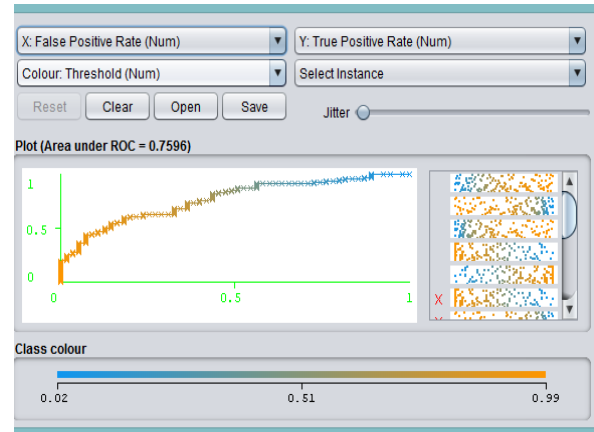 X: False Positive Rate (Num) Y: True Positive Rate (Num)
Colour: Threshold (Num) Select Instance
Reset Clear Open Save Jitter
Plot (Area under ROC = 0.7596)
1
0.5
0
0 0.5 1
X
Class colour
0.02 0.51 0.99